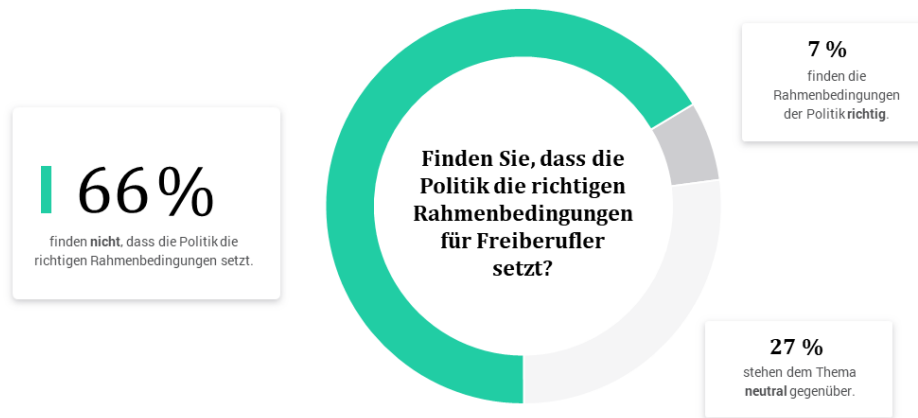 66%
finden nicht, dass die Politik die
richtigen Rahmenbedingungen setzt.
Finden Sie, dass die
Politik die richtigen
Rahmenbedingungen
für Freiberufler
setzt?
7 %
finden die
Rahmenbedingungen
der Politik richtig.
27 %
stehen dem Thema
neutral gegenüber.